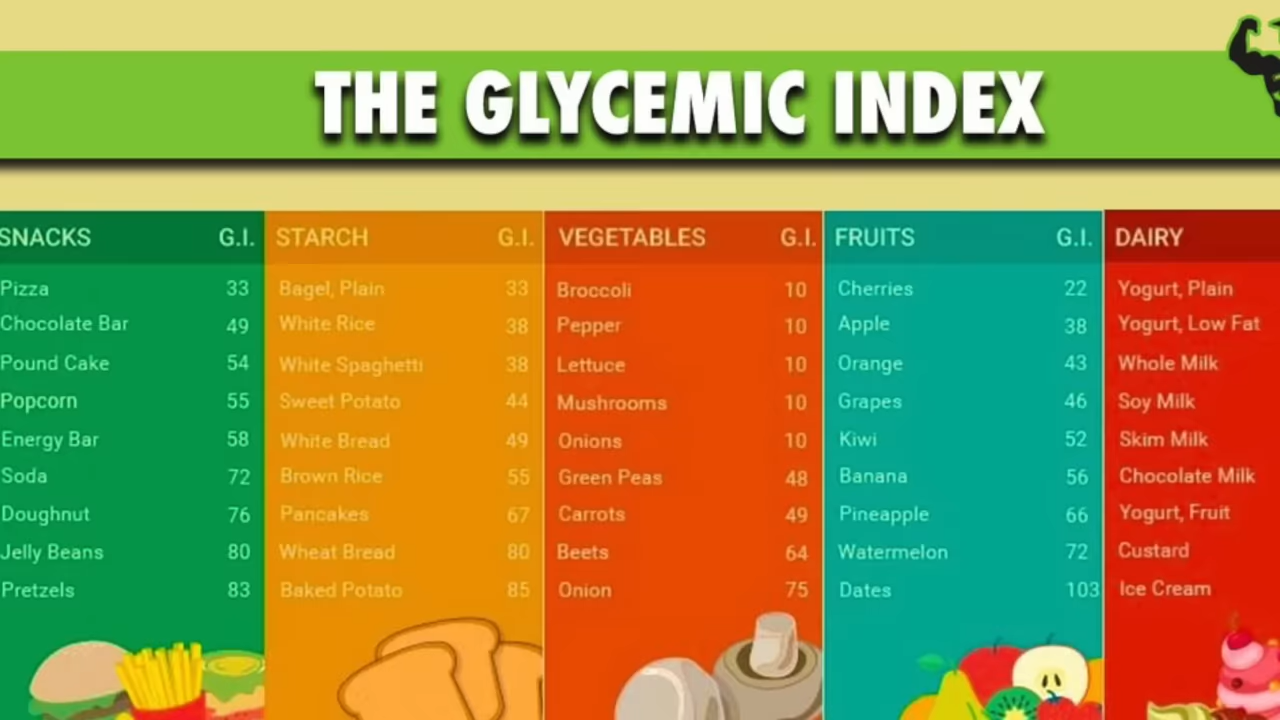 THE GLYCEMIC INDEX
SNACKS G.I.
Pizza 33
Chocolate Bar 49
Pound Cake 54
Popcorn 55
Energy Bar 58
Soda 72
Doughnut 76
Jelly Beans 80
Pretzels 83
STARCH G.I.
Bagel, Plain 33
White Rice 38
White Spaghetti 38
Sweet Potato 44
White Bread 49
Brown Rice 55
Pancakes 67
Wheat Bread 80
Baked Potato 85
VEGETABLES G.I.
Broccoli 10
Pepper 10
Lettuce 10
Mushrooms 10
Onions 10
Green Peas 48
Carrots 49
Beets 64
Onion 75
FRUITS G.I.
Cherries 22
Apple 38
Orange 43
Grapes 46
Kiwi 52
Banana 56
Pineapple 66
Watermelon 72
Dates 103
DAIRY
Yogurt, Plain
Yogurt, Low Fat
Whole Milk
Soy Milk
Skim Milk
Chocolate Milk
Yogurt, Fruit
Custard
Ice Cream